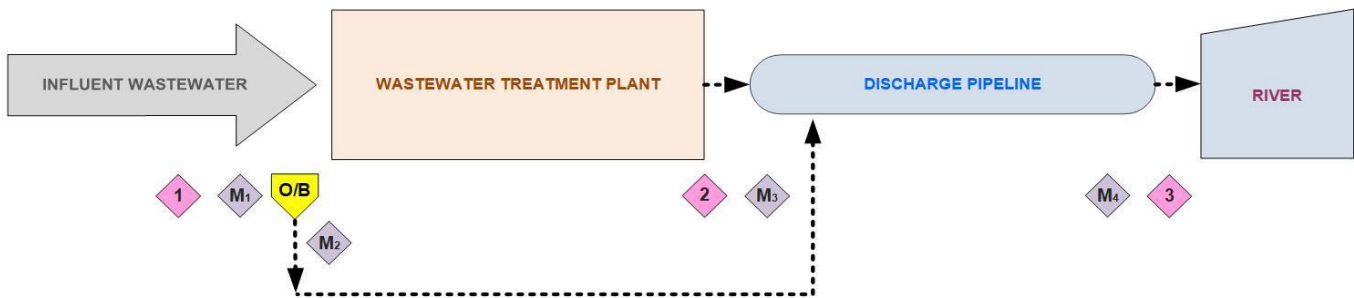 INFLUENT WASTEWATER
WASTEWATER TREATMENT PLANT
DISCHARGE PIPELINE
RIVER
1
M₁
O/B
2
M₃
M₄
3
M₂